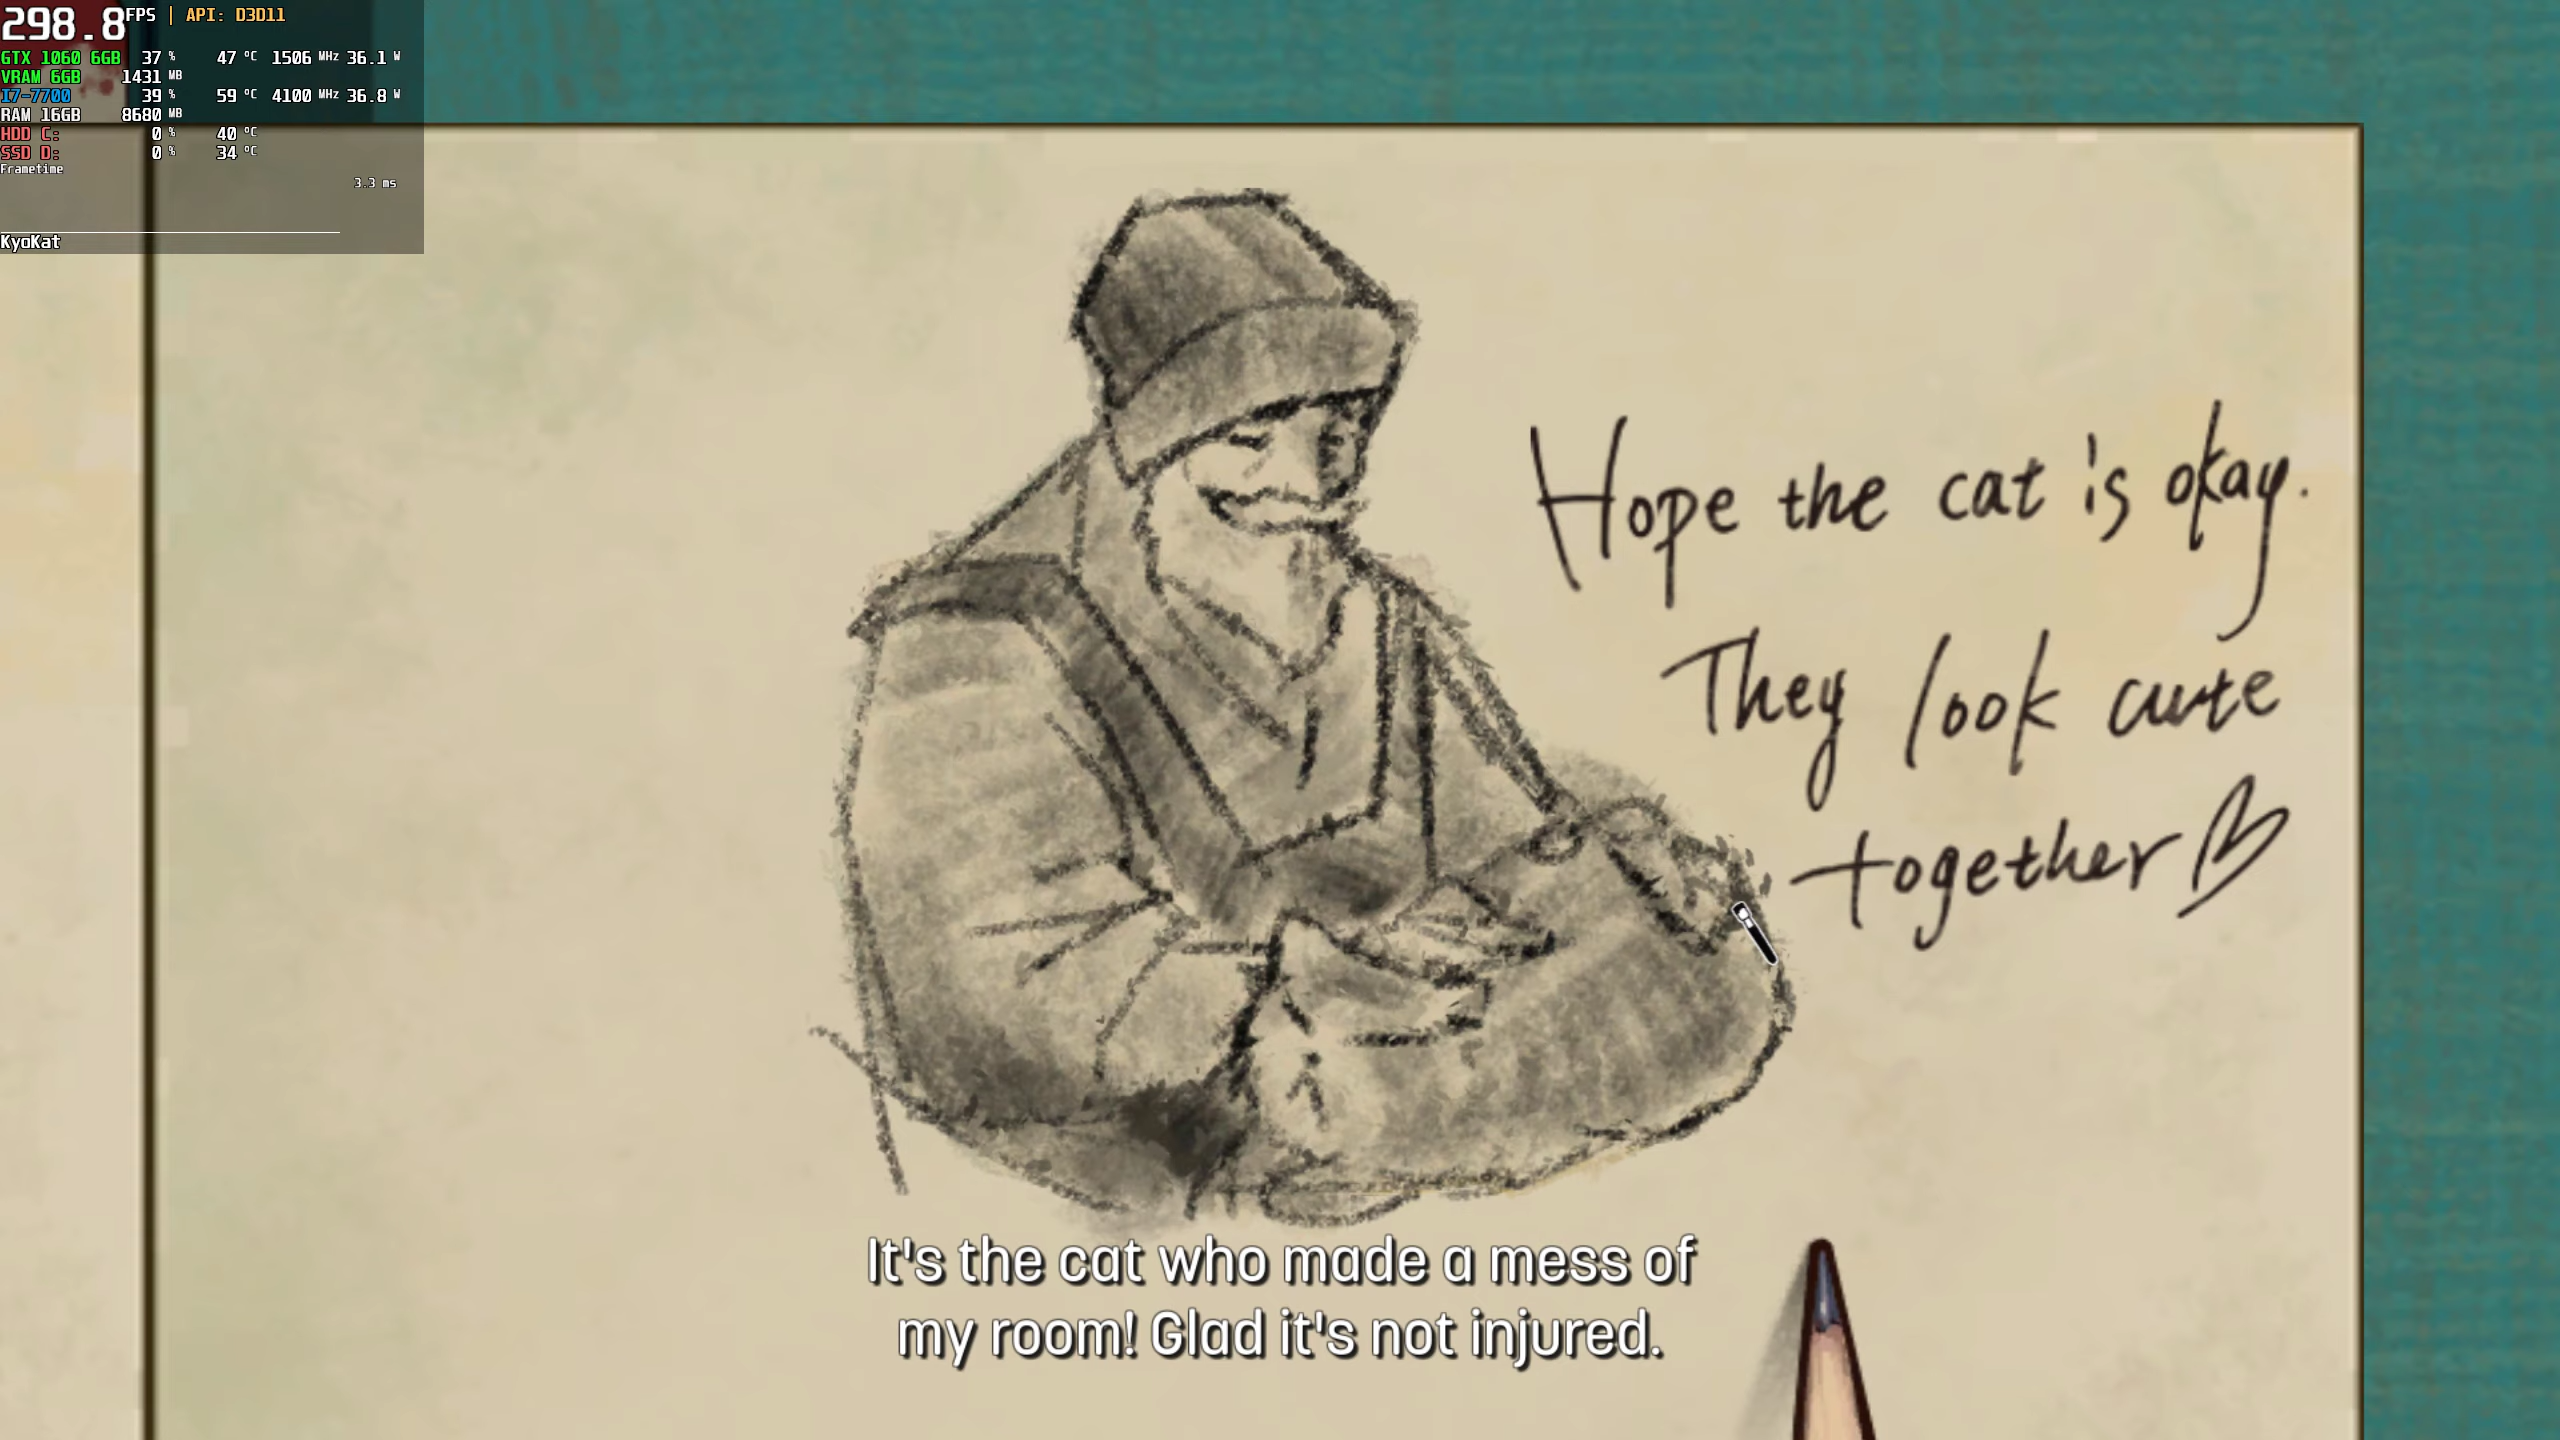 298.8 FPS | API: D3D11
GTX 1060 6GB 37 % 47 °C 1506 MHz 36.1 W
VRAM 6GB 1431 MB
I7-7700 39 % 59 °C 4100 MHz 36.8 W
RAM 16GB 8680 MB
HDD C: 0 % 40 °C
SSD D: 0 % 34 °C
Frametime
3.3 ms
KyoKat
Hope the cat is okay.
They look cute
together
It's the cat who made a mess of
my room! Glad it's not injured.